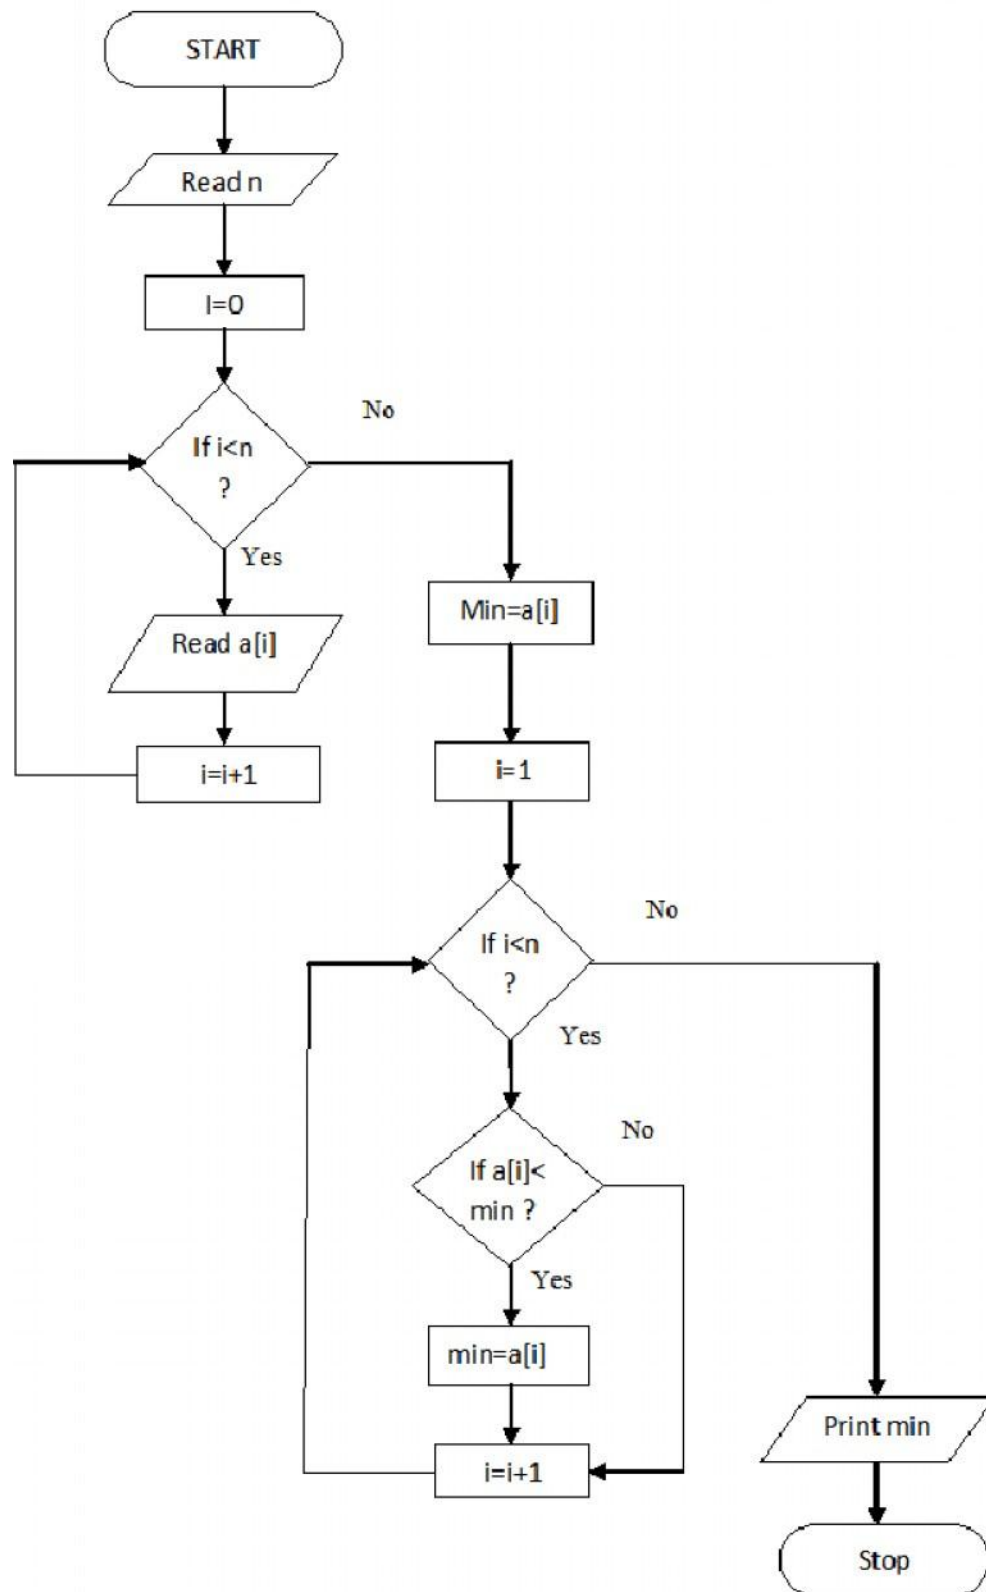 START
Read n
I=0
If i<n
?
No
Yes
Read a[i]
i=i+1
Min=a[i]
i=1
If i<n
?
No
Yes
If a[i]<
min ?
No
Yes
min=a[i]
i=i+1
Print min
Stop